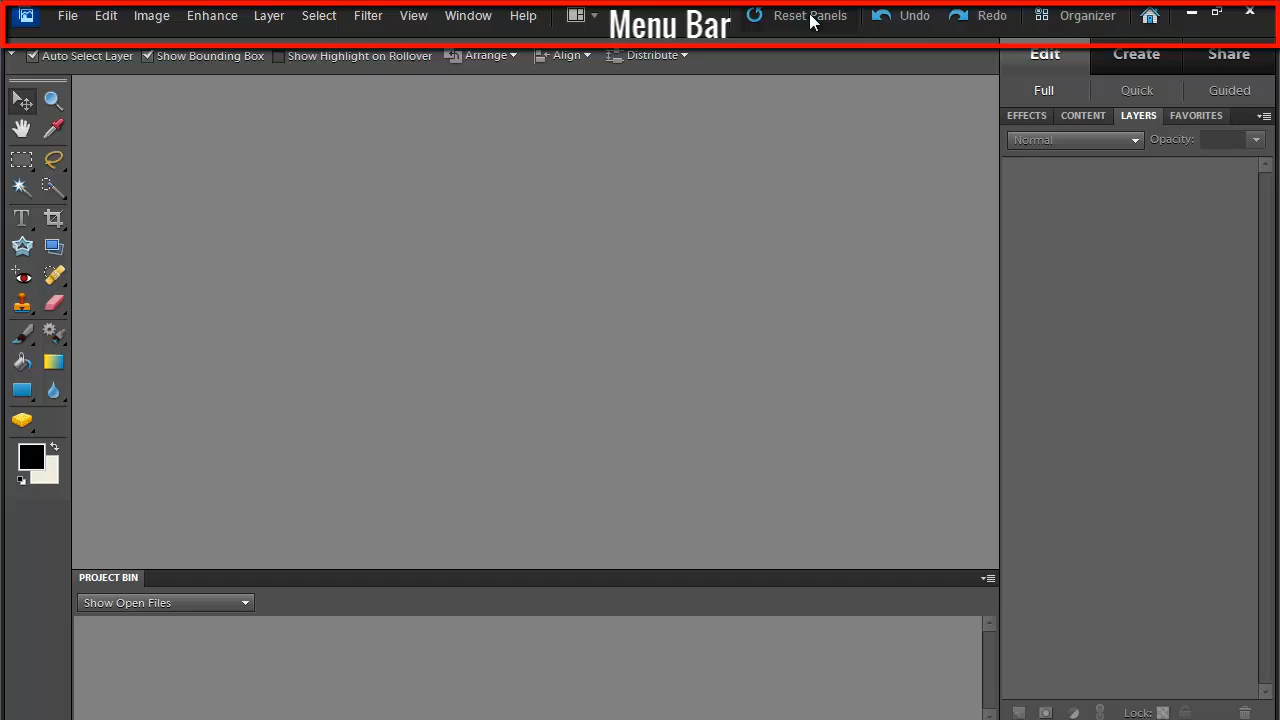 File Edit Image Enhance Layer Select Filter View Window Help Menu Bar Reset Panels Undo Redo Organizer
Auto Select Layer Show Bounding Box Show Highlight on Rollover Arrange Align Distribute Edit Create Share
Full Quick Guided
EFFECTS CONTENT LAYERS FAVORITES
Normal Opacity:
T
PROJECT BIN
Show Open Files
Lock: